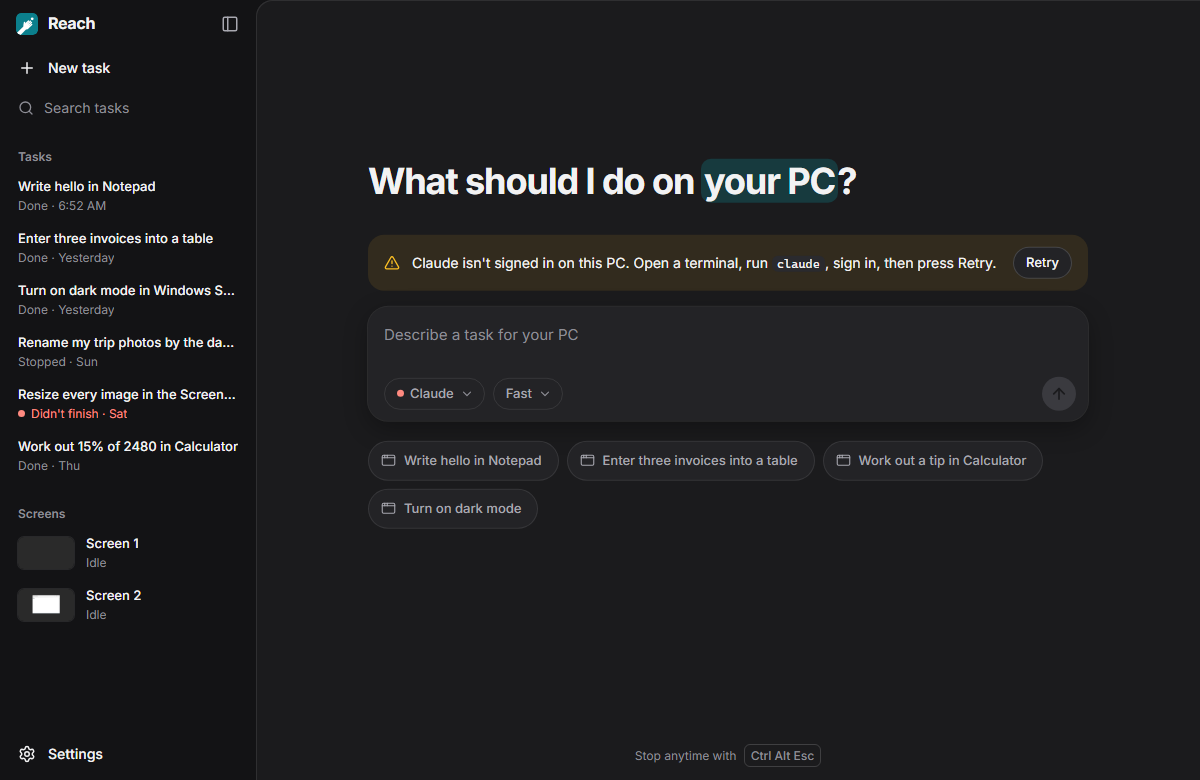 Reach
New task
Search tasks
Tasks
Write hello in Notepad
Done · 6:52 AM
Enter three invoices into a table
Done · Yesterday
Turn on dark mode in Windows S...
Done · Yesterday
Rename my trip photos by the da...
Stopped · Sun
Resize every image in the Screen...
Didn't finish · Sat
Work out 15% of 2480 in Calculator
Done · Thu
Screens
Screen 1
Idle
Screen 2
Idle
Settings
What should I do on your PC?
Claude isn't signed in on this PC. Open a terminal, run claude, sign in, then press Retry.
Retry
Describe a task for your PC
Claude
Fast
Write hello in Notepad
Enter three invoices into a table
Work out a tip in Calculator
Turn on dark mode
Stop anytime with Ctrl Alt Esc